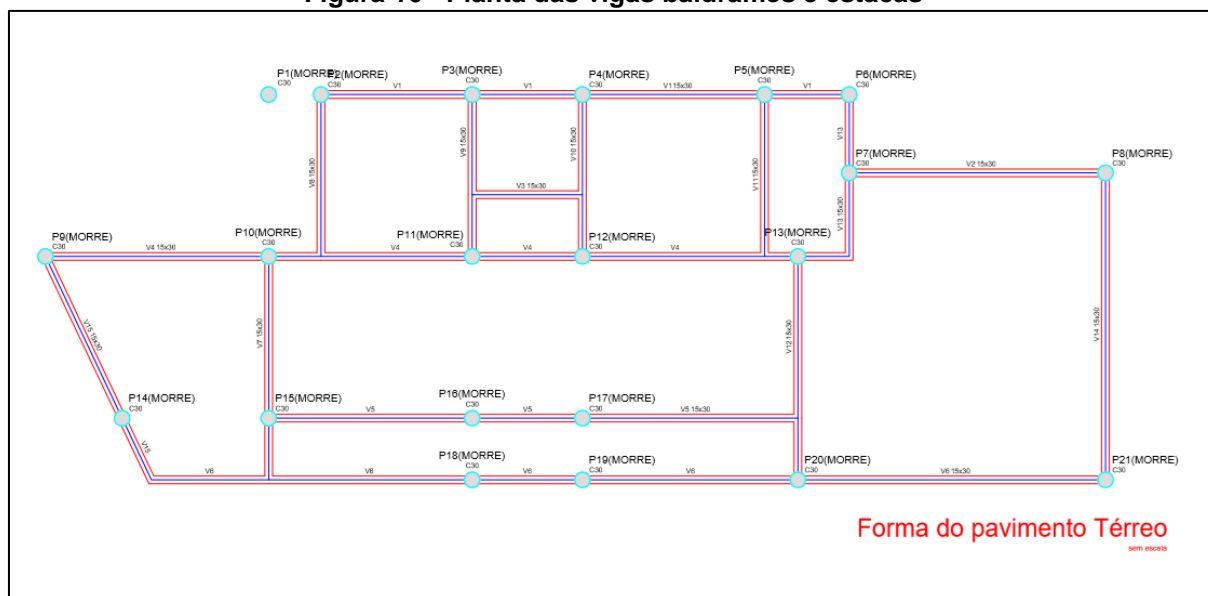 Figura 10 - Planta das vigas baldrames e estacas
P1(MORRE)
C30
P2(MORRE)
C30
P3(MORRE)
C30
P4(MORRE)
C30
P5(MORRE)
C30
P6(MORRE)
C30
V1
V1
V115x30
V1
V13
P7(MORRE)
C30
V2 15x30
P8(MORRE)
C30
V8 15x30
V9 15x30
V10 15x30
V3 15x30
V1115x30
V13 15x30
P9(MORRE)
C30
V4 15x30
P10(MORRE)
C30
P11(MORRE)
C30
V4
V4
P12(MORRE)
C30
V4
P13(MORRE)
C30
V15 15x30
V7 15x30
V12 15x30
V14 15x30
P14(MORRE)
C30
P15(MORRE)
C30
V5
P16(MORRE)
C30
V5
P17(MORRE)
C30
V5 15x30
V15
V6
V6
P18(MORRE)
C30
V6
P19(MORRE)
C30
V6
P20(MORRE)
C30
V6 15x30
P21(MORRE)
C30
Forma do pavimento Térreo
sem escala